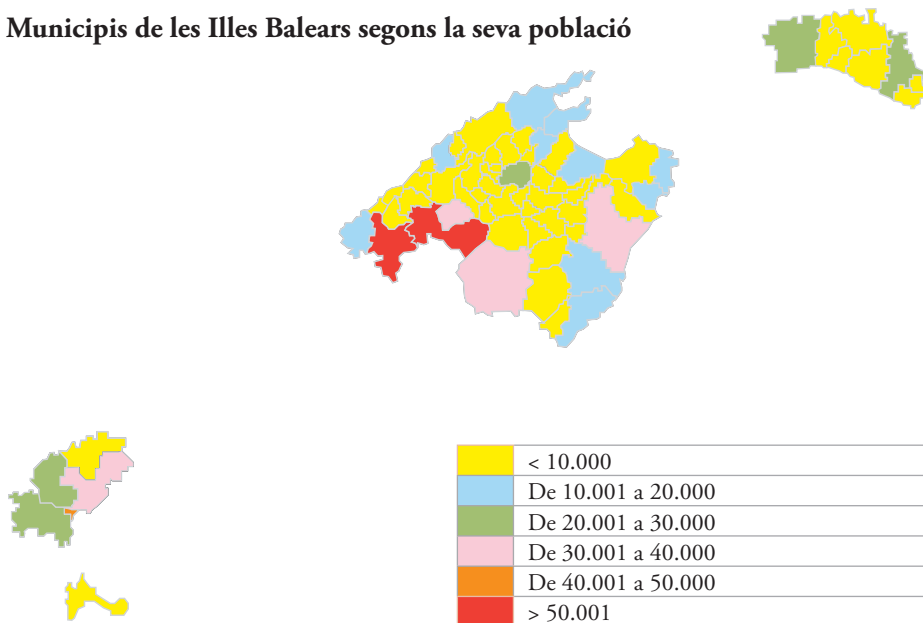 Municipis de les Illes Balears segons la seva població
< 10.000
De 10.001 a 20.000
De 20.001 a 30.000
De 30.001 a 40.000
De 40.001 a 50.000
> 50.001